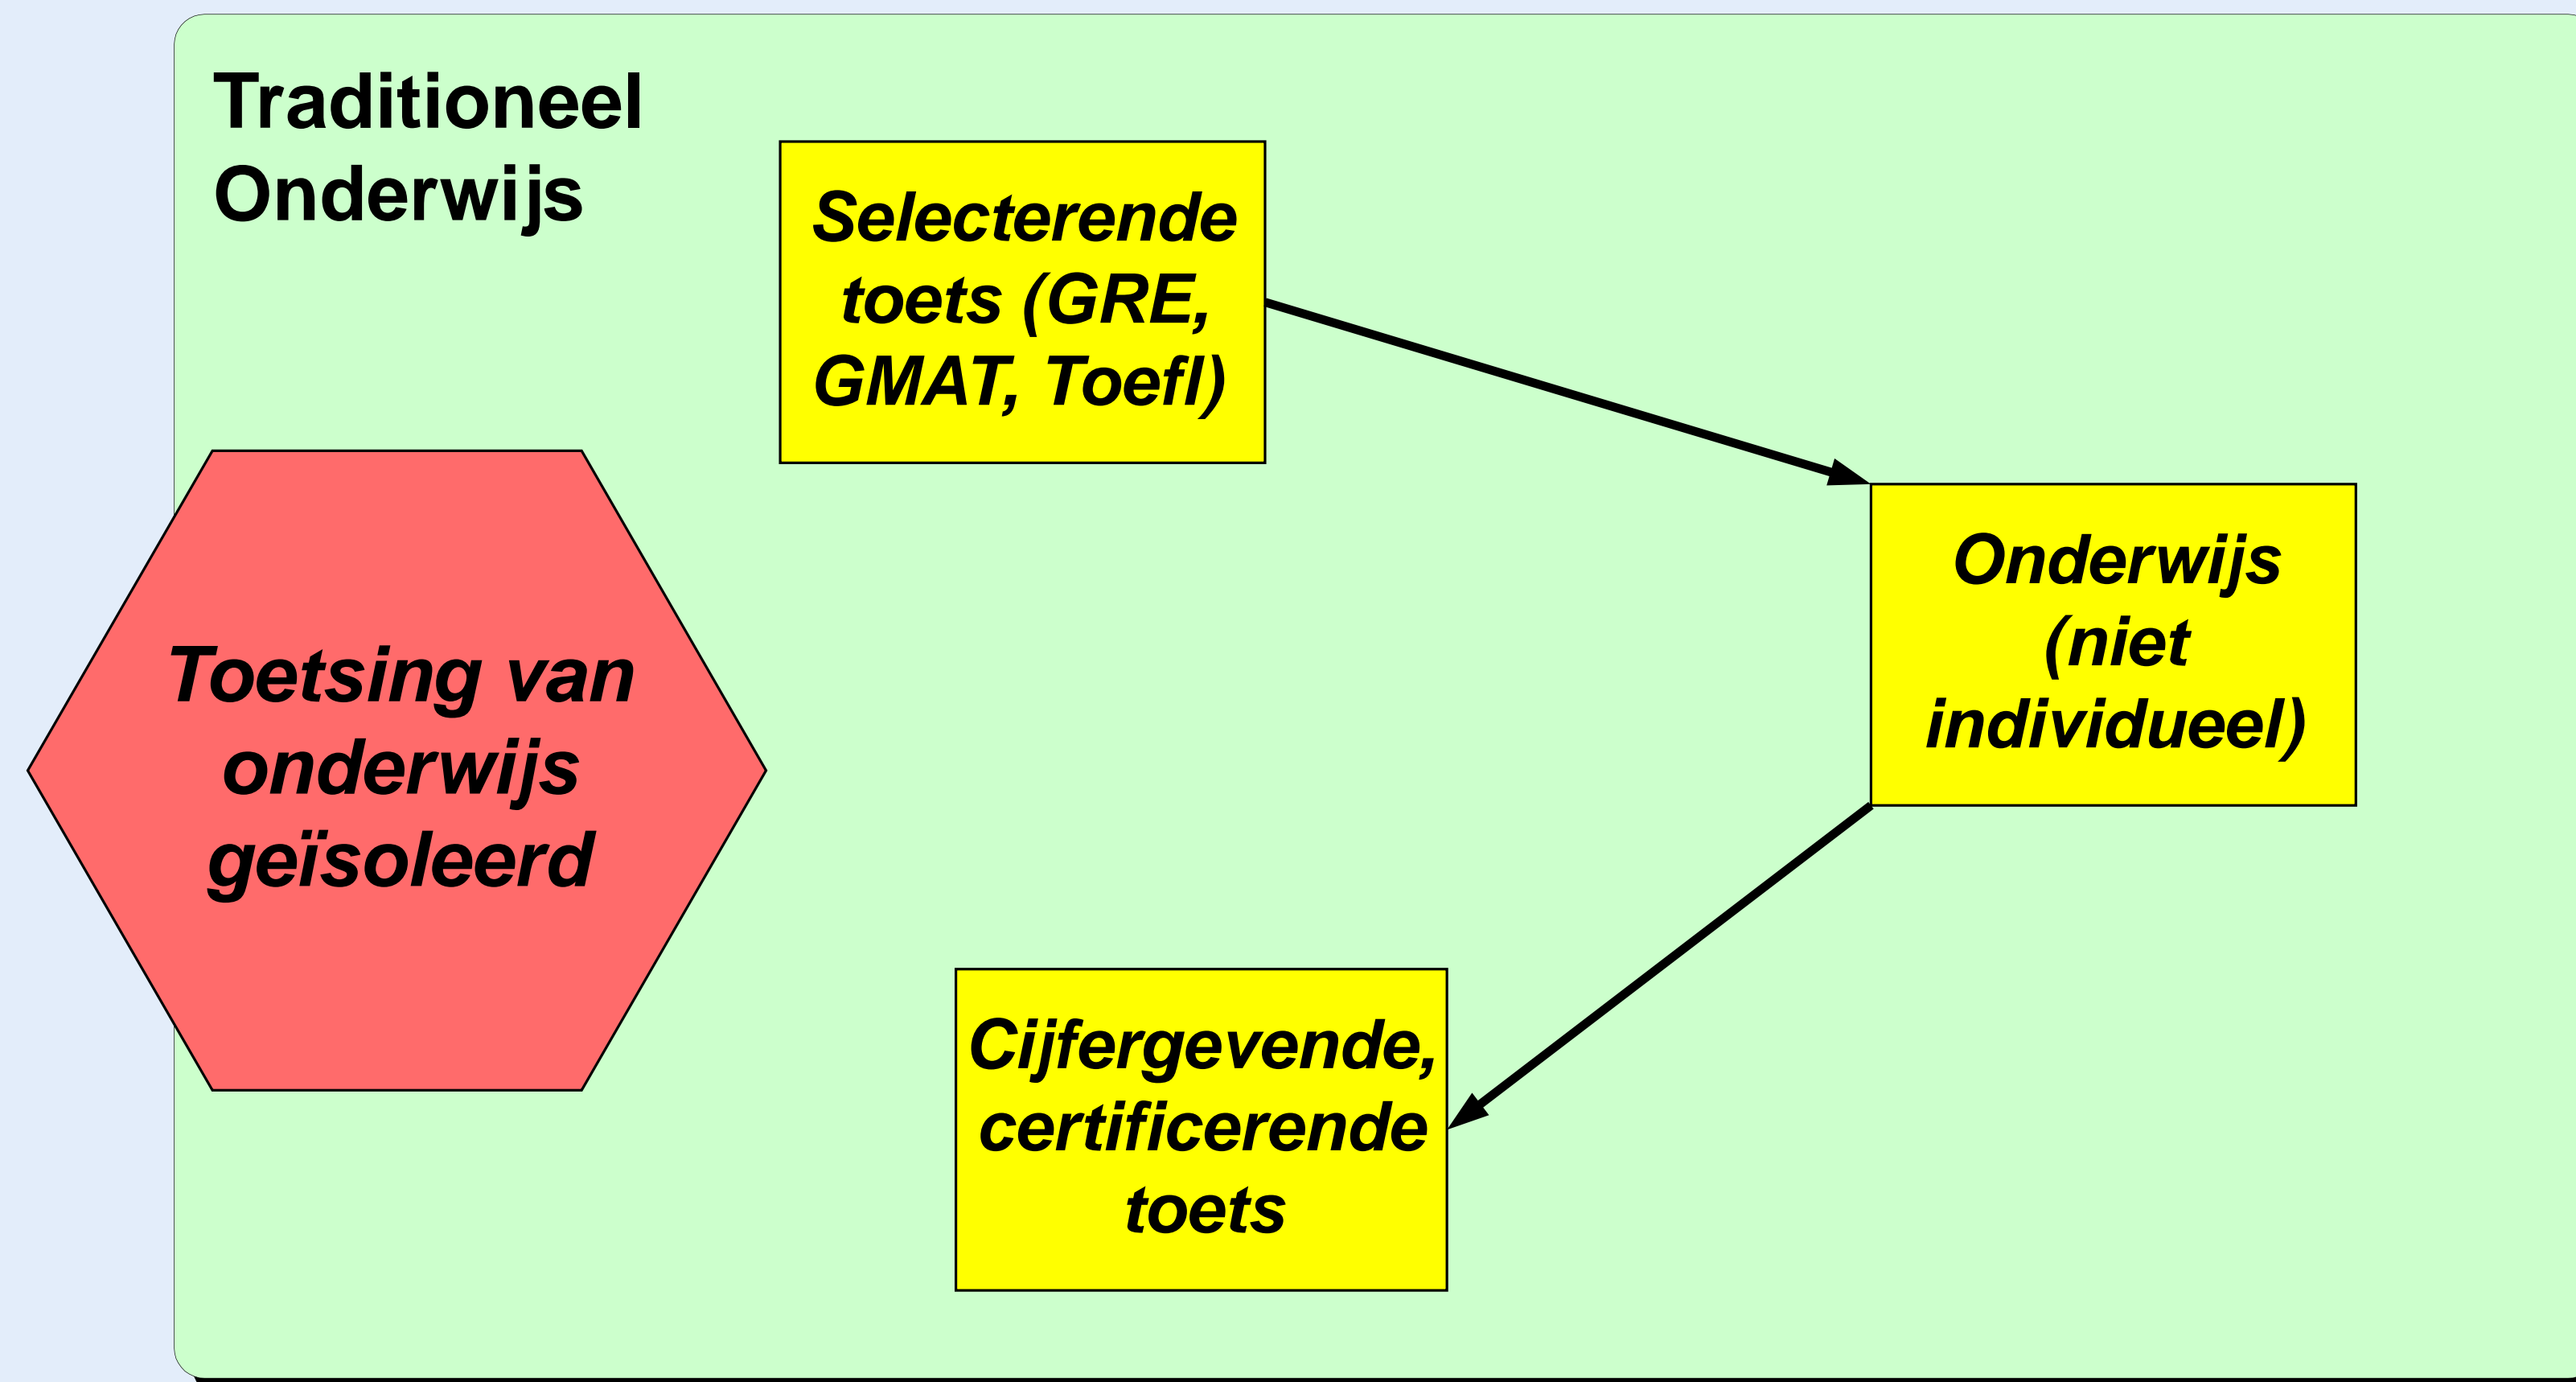 Traditioneel
Onderwijs
Selecterende
toets (GRE,
GMAT, Toefl)
Onderwijs
(niet
individueel)
Toetsing van
onderwijs
geïsoleerd
Cijfergevende,
certificerende
toets